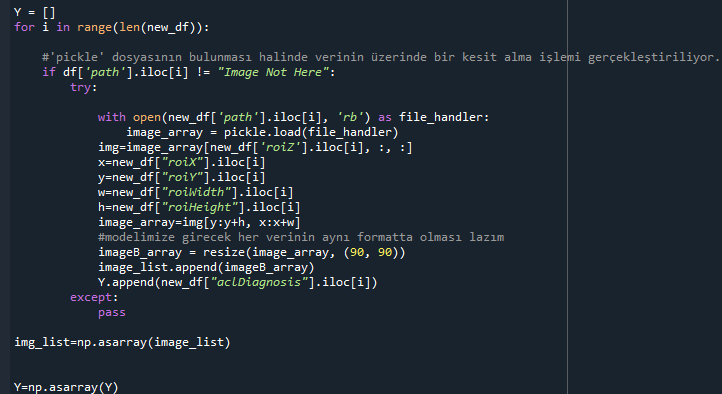 Y = []
for i in range(len(new_df)):
#'pickle' dosyasının bulunması halinde verinin üzerinde bir kesit alma işlemi gerçekleştiriliyor.
if df['path'].iloc[i] != "Image Not Here":
try:
with open(new_df['path'].iloc[i], 'rb') as file_handler:
image_array = pickle.load(file_handler)
img=image_array[new_df['roiZ'].iloc[i], :, :]
x=new_df["roiX"].iloc[i]
y=new_df["roiY"].iloc[i]
w=new_df["roiWidth"].iloc[i]
h=new_df["roiHeight"].iloc[i]
image_array=img[y:y+h, x:x+w]
#modelimize girecek her verinin aynı formatta olması lazım
imageB_array = resize(image_array, (90, 90))
image_list.append(imageB_array)
Y.append(new_df["aclDiagnosis"].iloc[i])
except:
pass
img_list=np.asarray(image_list)
Y=np.asarray(Y)